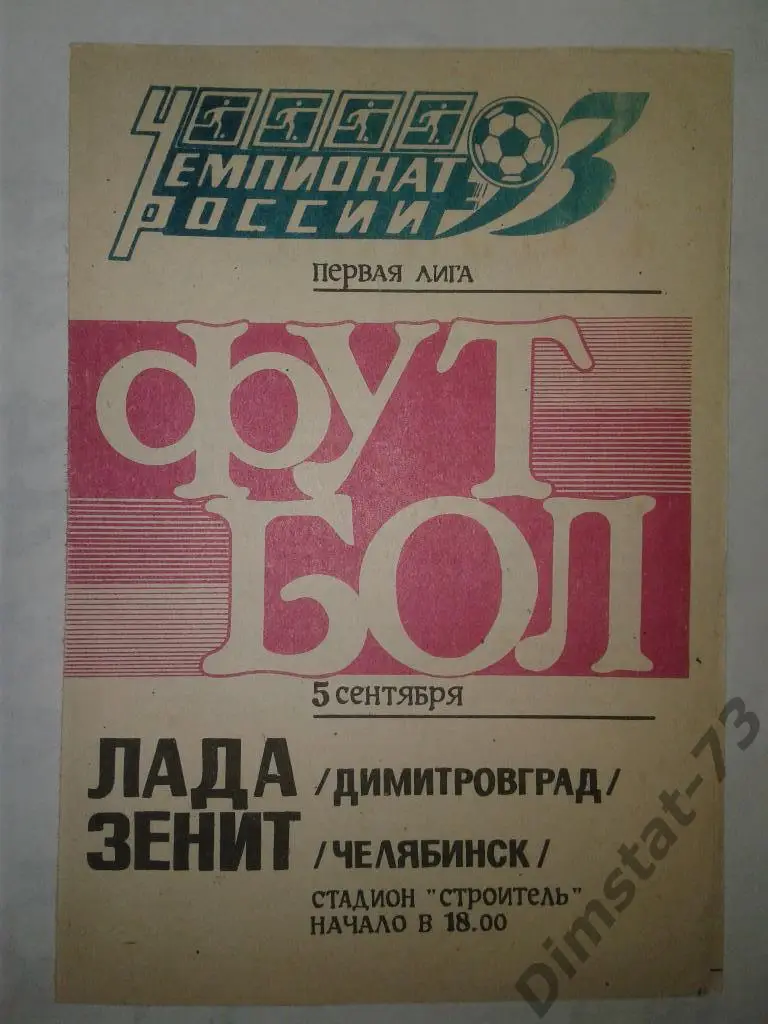 ЧЕМПИОНАТ 93
РОССИИ
ПЕРВАЯ ЛИГА
ФУТ
БОЛ
5 СЕНТЯБРЯ
ЛАДА /ДИМИТРОВГРАД/
ЗЕНИТ /ЧЕЛЯБИНСК/
СТАДИОН "СТРОИТЕЛЬ"
НАЧАЛО В 18.00
Dimstat-73